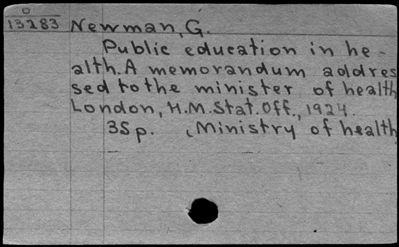 O
13283 Newman, G.
Public education in he-
alth. A memorandum addres
sed to the minister of health
London, H.M. Stat. Off., 1924.
35p. (Ministry of health